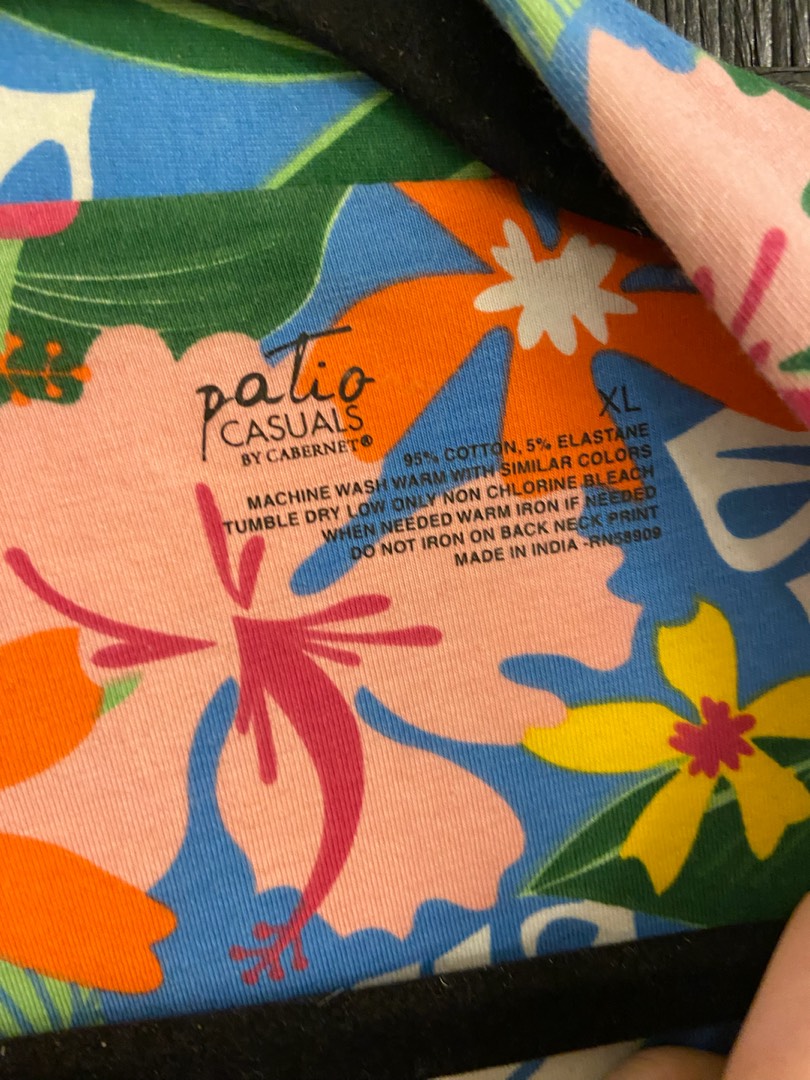 patio
CASUALS
BY CABERNET®
XL
95% COTTON, 5% ELASTANE
MACHINE WASH WARM WITH SIMILAR COLORS
TUMBLE DRY LOW ONLY NON CHLORINE BLEACH
WHEN NEEDED WARM IRON IF NEEDED
DO NOT IRON ON BACK NECK PRINT
MADE IN INDIA -RN58909